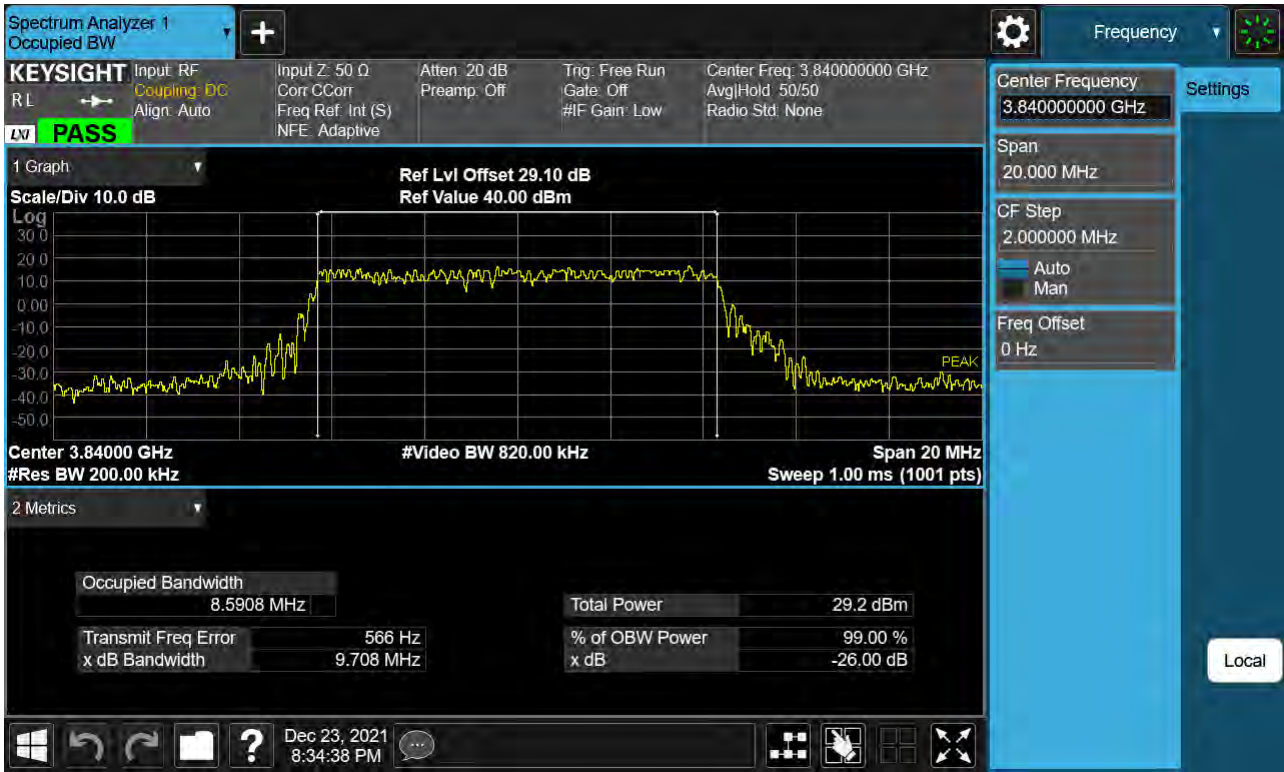 Spectrum Analyzer 1
Occupied BW
+
Frequency
KEYSIGHT
RL
LXI
PASS
Input: RF
Coupling: DC
Align: Auto
Input Z: 50 Ω
Corr CCorr
Freq Ref: Int (S)
NFE: Adaptive
Atten: 20 dB
Preamp: Off
Trig: Free Run
Gate: Off
#IF Gain: Low
Center Freq: 3.840000000 GHz
Avg|Hold: 50/50
Radio Std: None
Center Frequency
3.840000000 GHz
Settings
Span
20.000 MHz
CF Step
2.000000 MHz
Auto
Man
Freq Offset
0 Hz
1 Graph
Scale/Div 10.0 dB
Ref Lvl Offset 29.10 dB
Ref Value 40.00 dBm
Log
30.0
20.0
10.0
0.00
-10.0
-20.0
-30.0
-40.0
-50.0
PEAK
Center 3.84000 GHz
#Video BW 820.00 kHz
Span 20 MHz
#Res BW 200.00 kHz
Sweep 1.00 ms (1001 pts)
2 Metrics
Occupied Bandwidth
8.5908 MHz
Total Power 29.2 dBm
Transmit Freq Error 566 Hz
% of OBW Power 99.00 %
x dB Bandwidth 9.708 MHz
x dB -26.00 dB
Local
?
Dec 23, 2021
8:34:38 PM